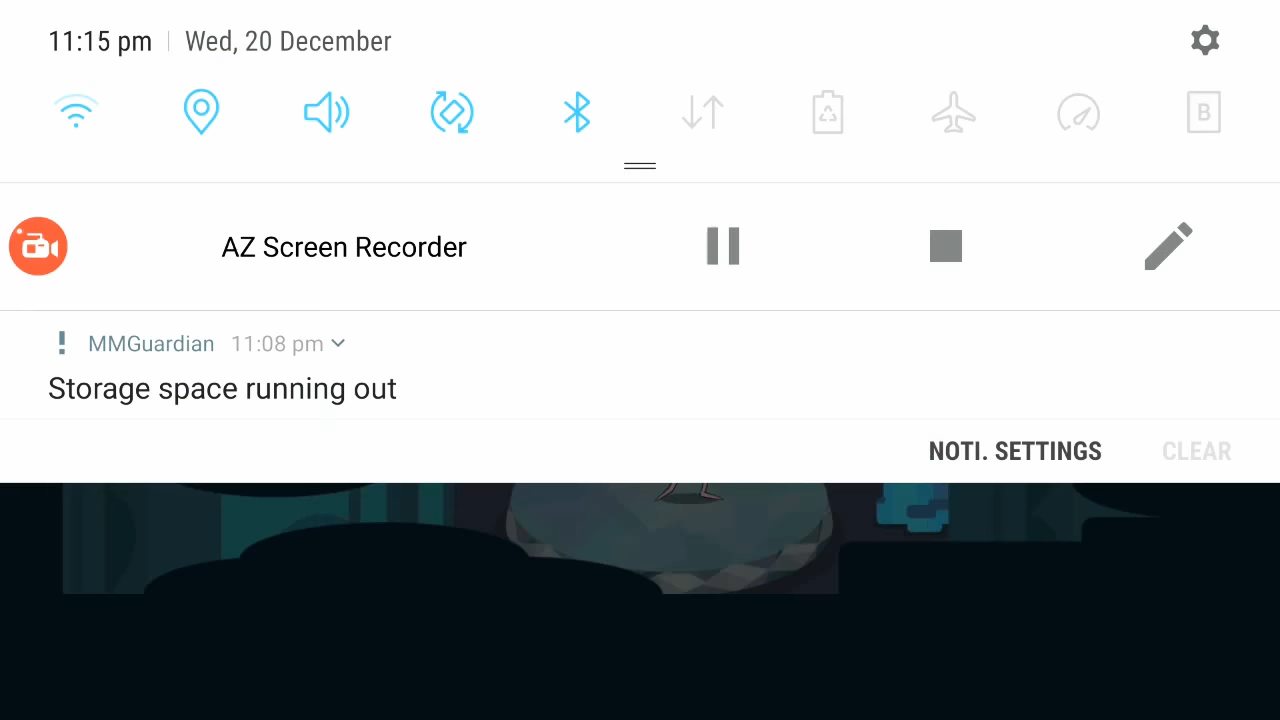 11:15 pm Wed, 20 December
B
AZ Screen Recorder
MMGuardian 11:08 pm
Storage space running out
NOTI. SETTINGS CLEAR